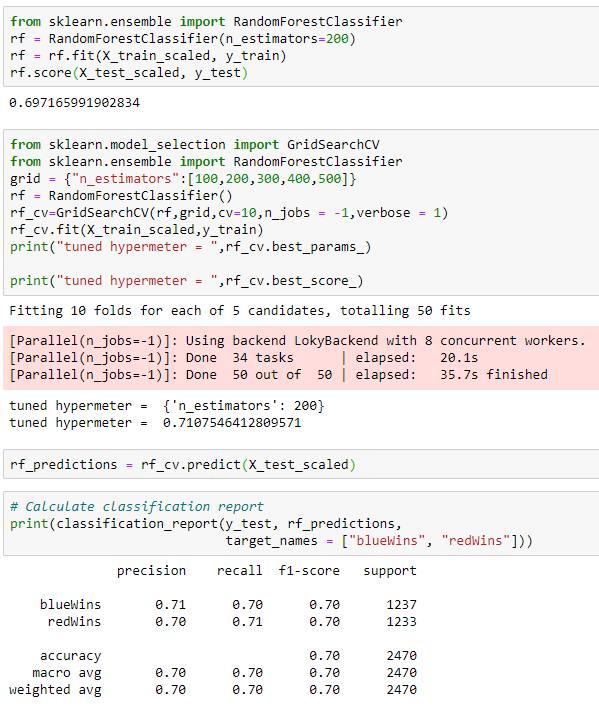 from sklearn.ensemble import RandomForestClassifier
rf = RandomForestClassifier(n_estimators=200)
rf = rf.fit(X_train_scaled, y_train)
rf.score(X_test_scaled, y_test)
0.697165991902834
from sklearn.model_selection import GridSearchCV
from sklearn.ensemble import RandomForestClassifier
grid = {"n_estimators":[100,200,300,400,500]}
rf = RandomForestClassifier()
rf_cv=GridSearchCV(rf,grid,cv=10,n_jobs = -1,verbose = 1)
rf_cv.fit(X_train_scaled,y_train)
print("tuned hypermeter = ",rf_cv.best_params_)
print("tuned hypermeter = ",rf_cv.best_score_)
Fitting 10 folds for each of 5 candidates, totalling 50 fits
[Parallel(n_jobs=-1)]: Using backend LokyBackend with 8 concurrent workers.
[Parallel(n_jobs=-1)]: Done  34 tasks      | elapsed:   20.1s
[Parallel(n_jobs=-1)]: Done  50 out of  50 | elapsed:   35.7s finished
tuned hypermeter =  {'n_estimators': 200}
tuned hypermeter =  0.7107546412809571
rf_predictions = rf_cv.predict(X_test_scaled)
# Calculate classification report
print(classification_report(y_test, rf_predictions,
                            target_names = ["blueWins", "redWins"]))
              precision    recall  f1-score   support
    blueWins       0.71      0.70      0.70      1237
     redWins       0.70      0.71      0.70      1233
    accuracy                           0.70      2470
   macro avg       0.70      0.70      0.70      2470
weighted avg       0.70      0.70      0.70      2470